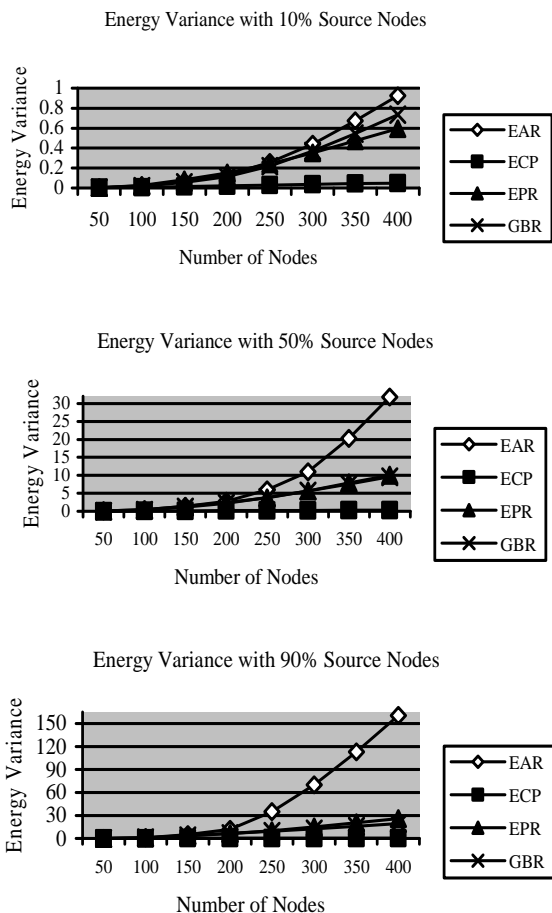 Energy Variance with 10% Source Nodes
1
0.8
0.6
0.4
0.2
0
Energy Variance
50 100 150 200 250 300 350 400
Number of Nodes
EAR
ECP
EPR
GBR
Energy Variance with 50% Source Nodes
30
25
20
15
10
5
0
Energy Variance
50 100 150 200 250 300 350 400
Number of Nodes
EAR
ECP
EPR
GBR
Energy Variance with 90% Source Nodes
150
120
90
60
30
0
Energy Variance
50 100 150 200 250 300 350 400
Number of Nodes
EAR
ECP
EPR
GBR